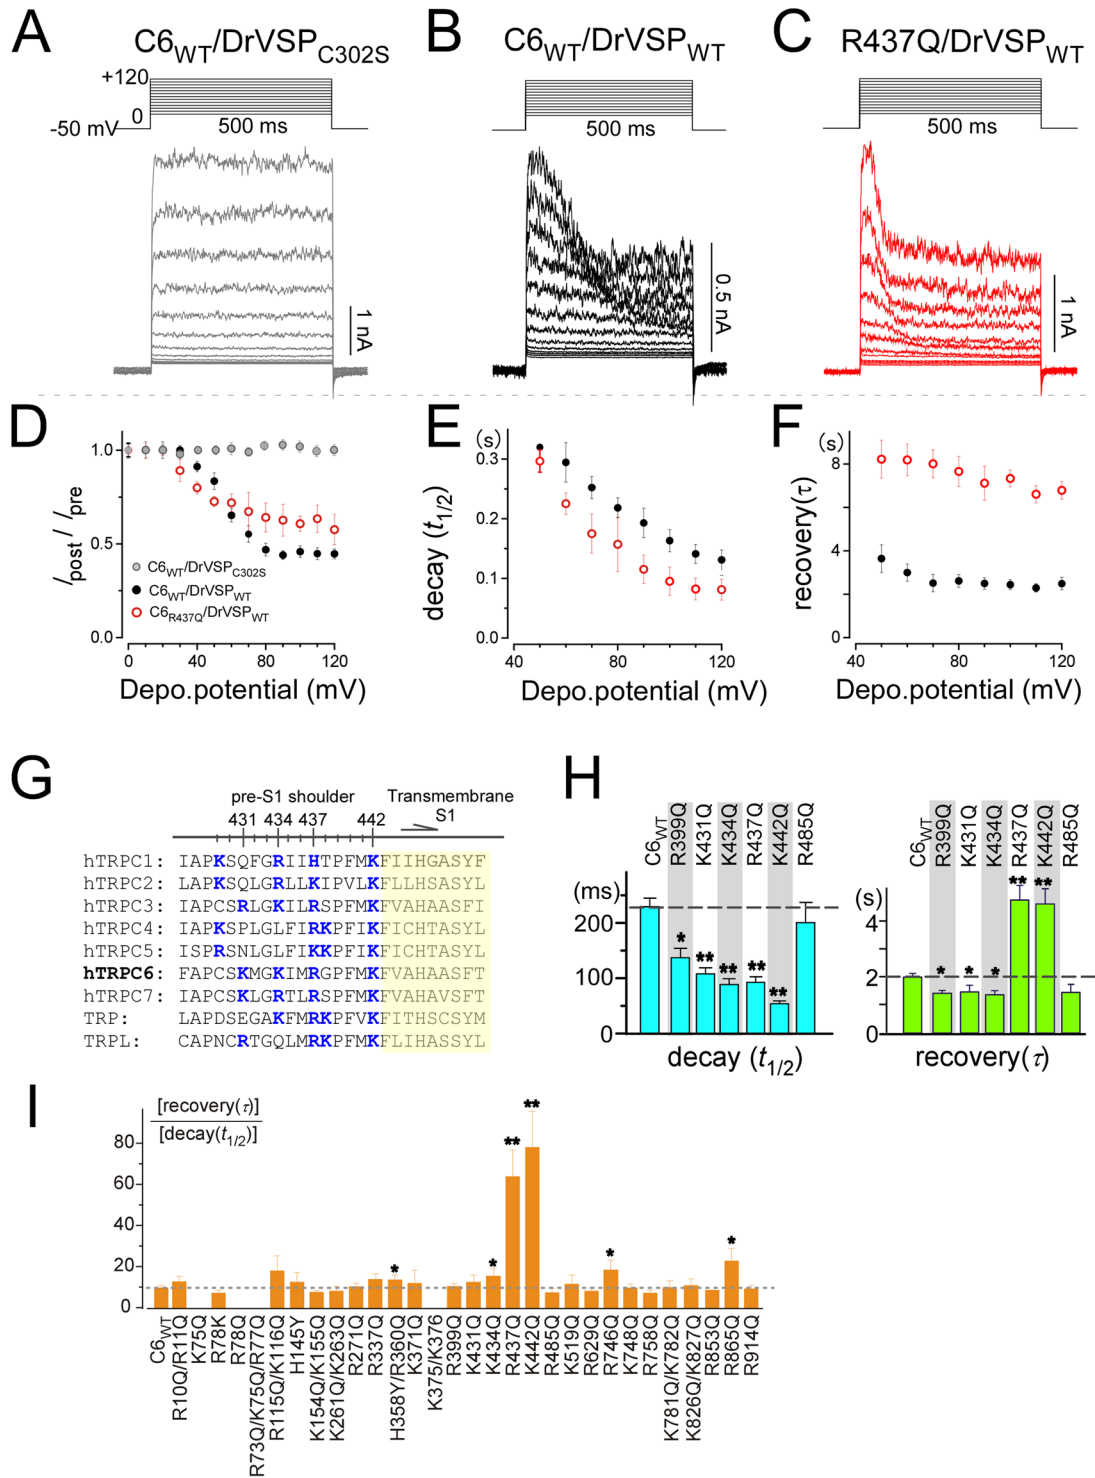 A
C6WT/DrVSPC302S
B
C6WT/DrVSPWT
C
R437Q/DrVSPWT
+120
0
-50 mV
500 ms
500 ms
500 ms
1 nA
0.5 nA
1 nA
D
Ipost / Ipre
1.0
0.5
0.0
C6WT/DrVSPC302S
C6WT/DrVSPWT
C6R437Q/DrVSPWT
0 40 80 120
Depo.potential (mV)
E
(s)
decay (t1/2)
0.3
0.2
0.1
0.0
40 80 120
Depo.potential (mV)
F
(s)
recovery(τ)
8
4
0
40 80 120
Depo.potential (mV)
G
pre-S1 shoulder
Transmembrane
S1
431 434 437 442
hTRPC1: IAPKSQFGRIIHTPFMKFIIHGASYF
hTRPC2: LAPKSQLGRLLKIPVLKFLLHSASYL
hTRPC3: IAPCSRLGKILRSPFMKFVAHAASFI
hTRPC4: IAPKSPLGLFIRKPFIKFICHTASYL
hTRPC5: ISPRSNLGLFIKKPFIKFICHTASYL
hTRPC6: FAPCSKMGKIMRGPFMKFVAHAASFT
hTRPC7: IAPCSKLGRTLRSPFMKFVAHAVSFT
TRP: LAPDSEGAKFMRKPFVKFITHSCSYM
TRPL: CAPNCRTGQLMRKPFMKFLIHASSYL
H
C6WT
R399Q
K431Q
K434Q
R437Q
K442Q
R485Q
(ms)
200
100
0
* ** ** ** **
decay (t1/2)
C6WT
R399Q
K431Q
K434Q
R437Q
K442Q
R485Q
(s)
4
2
0
* * * ** **
recovery(τ)
I
[recovery(τ)]
[decay(t1/2)]
80
60
40
20
0
* * ** ** * *
C6WT
R10Q/R11Q
K75Q
R78K
R78Q
R73Q/K75Q/R77Q
R115Q/K116Q
H145Y
K154Q/K155Q
K261Q/K263Q
R271Q
R337Q
H358Y/R360Q
K371Q
K375/K376
R399Q
K431Q
K434Q
R437Q
K442Q
R485Q
K519Q
R629Q
R746Q
K748Q
R758Q
K781Q/K782Q
K826Q/K827Q
R853Q
R865Q
R914Q